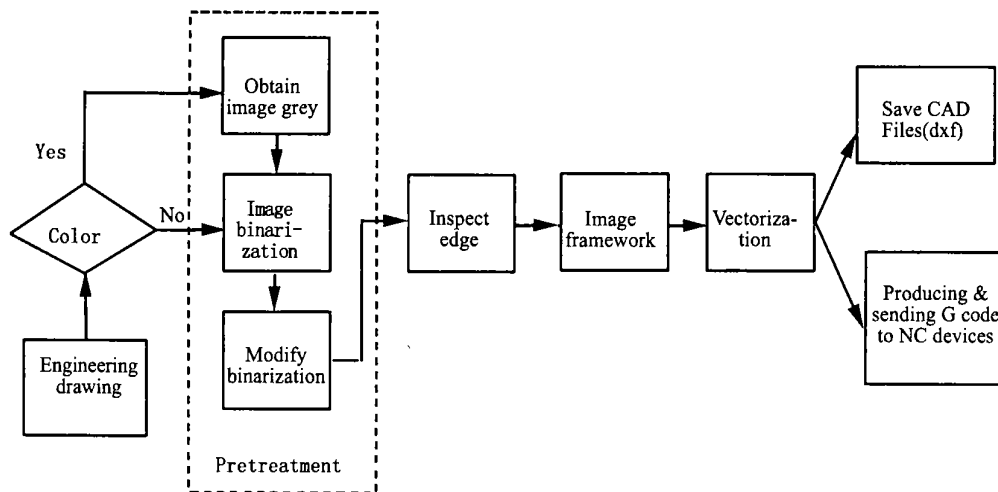 Obtain
image grey
Yes
Color
No
Image
binari-
zation
Engineering
drawing
Modify
binarization
Pretreatment
Inspect
edge
Image
framework
Vectoriza-
tion
Save CAD
Files(dxf)
Producing &
sending G code
to NC devices